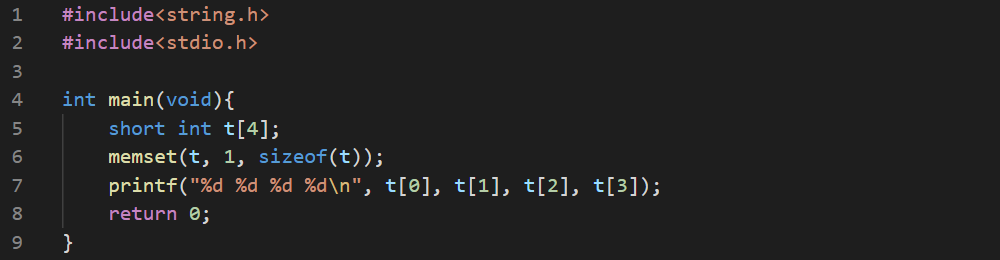 1 #include<string.h>
2 #include<stdio.h>
3
4 int main(void){
5     short int t[4];
6     memset(t, 1, sizeof(t));
7     printf("%d %d %d %d\n", t[0], t[1], t[2], t[3]);
8     return 0;
9 }